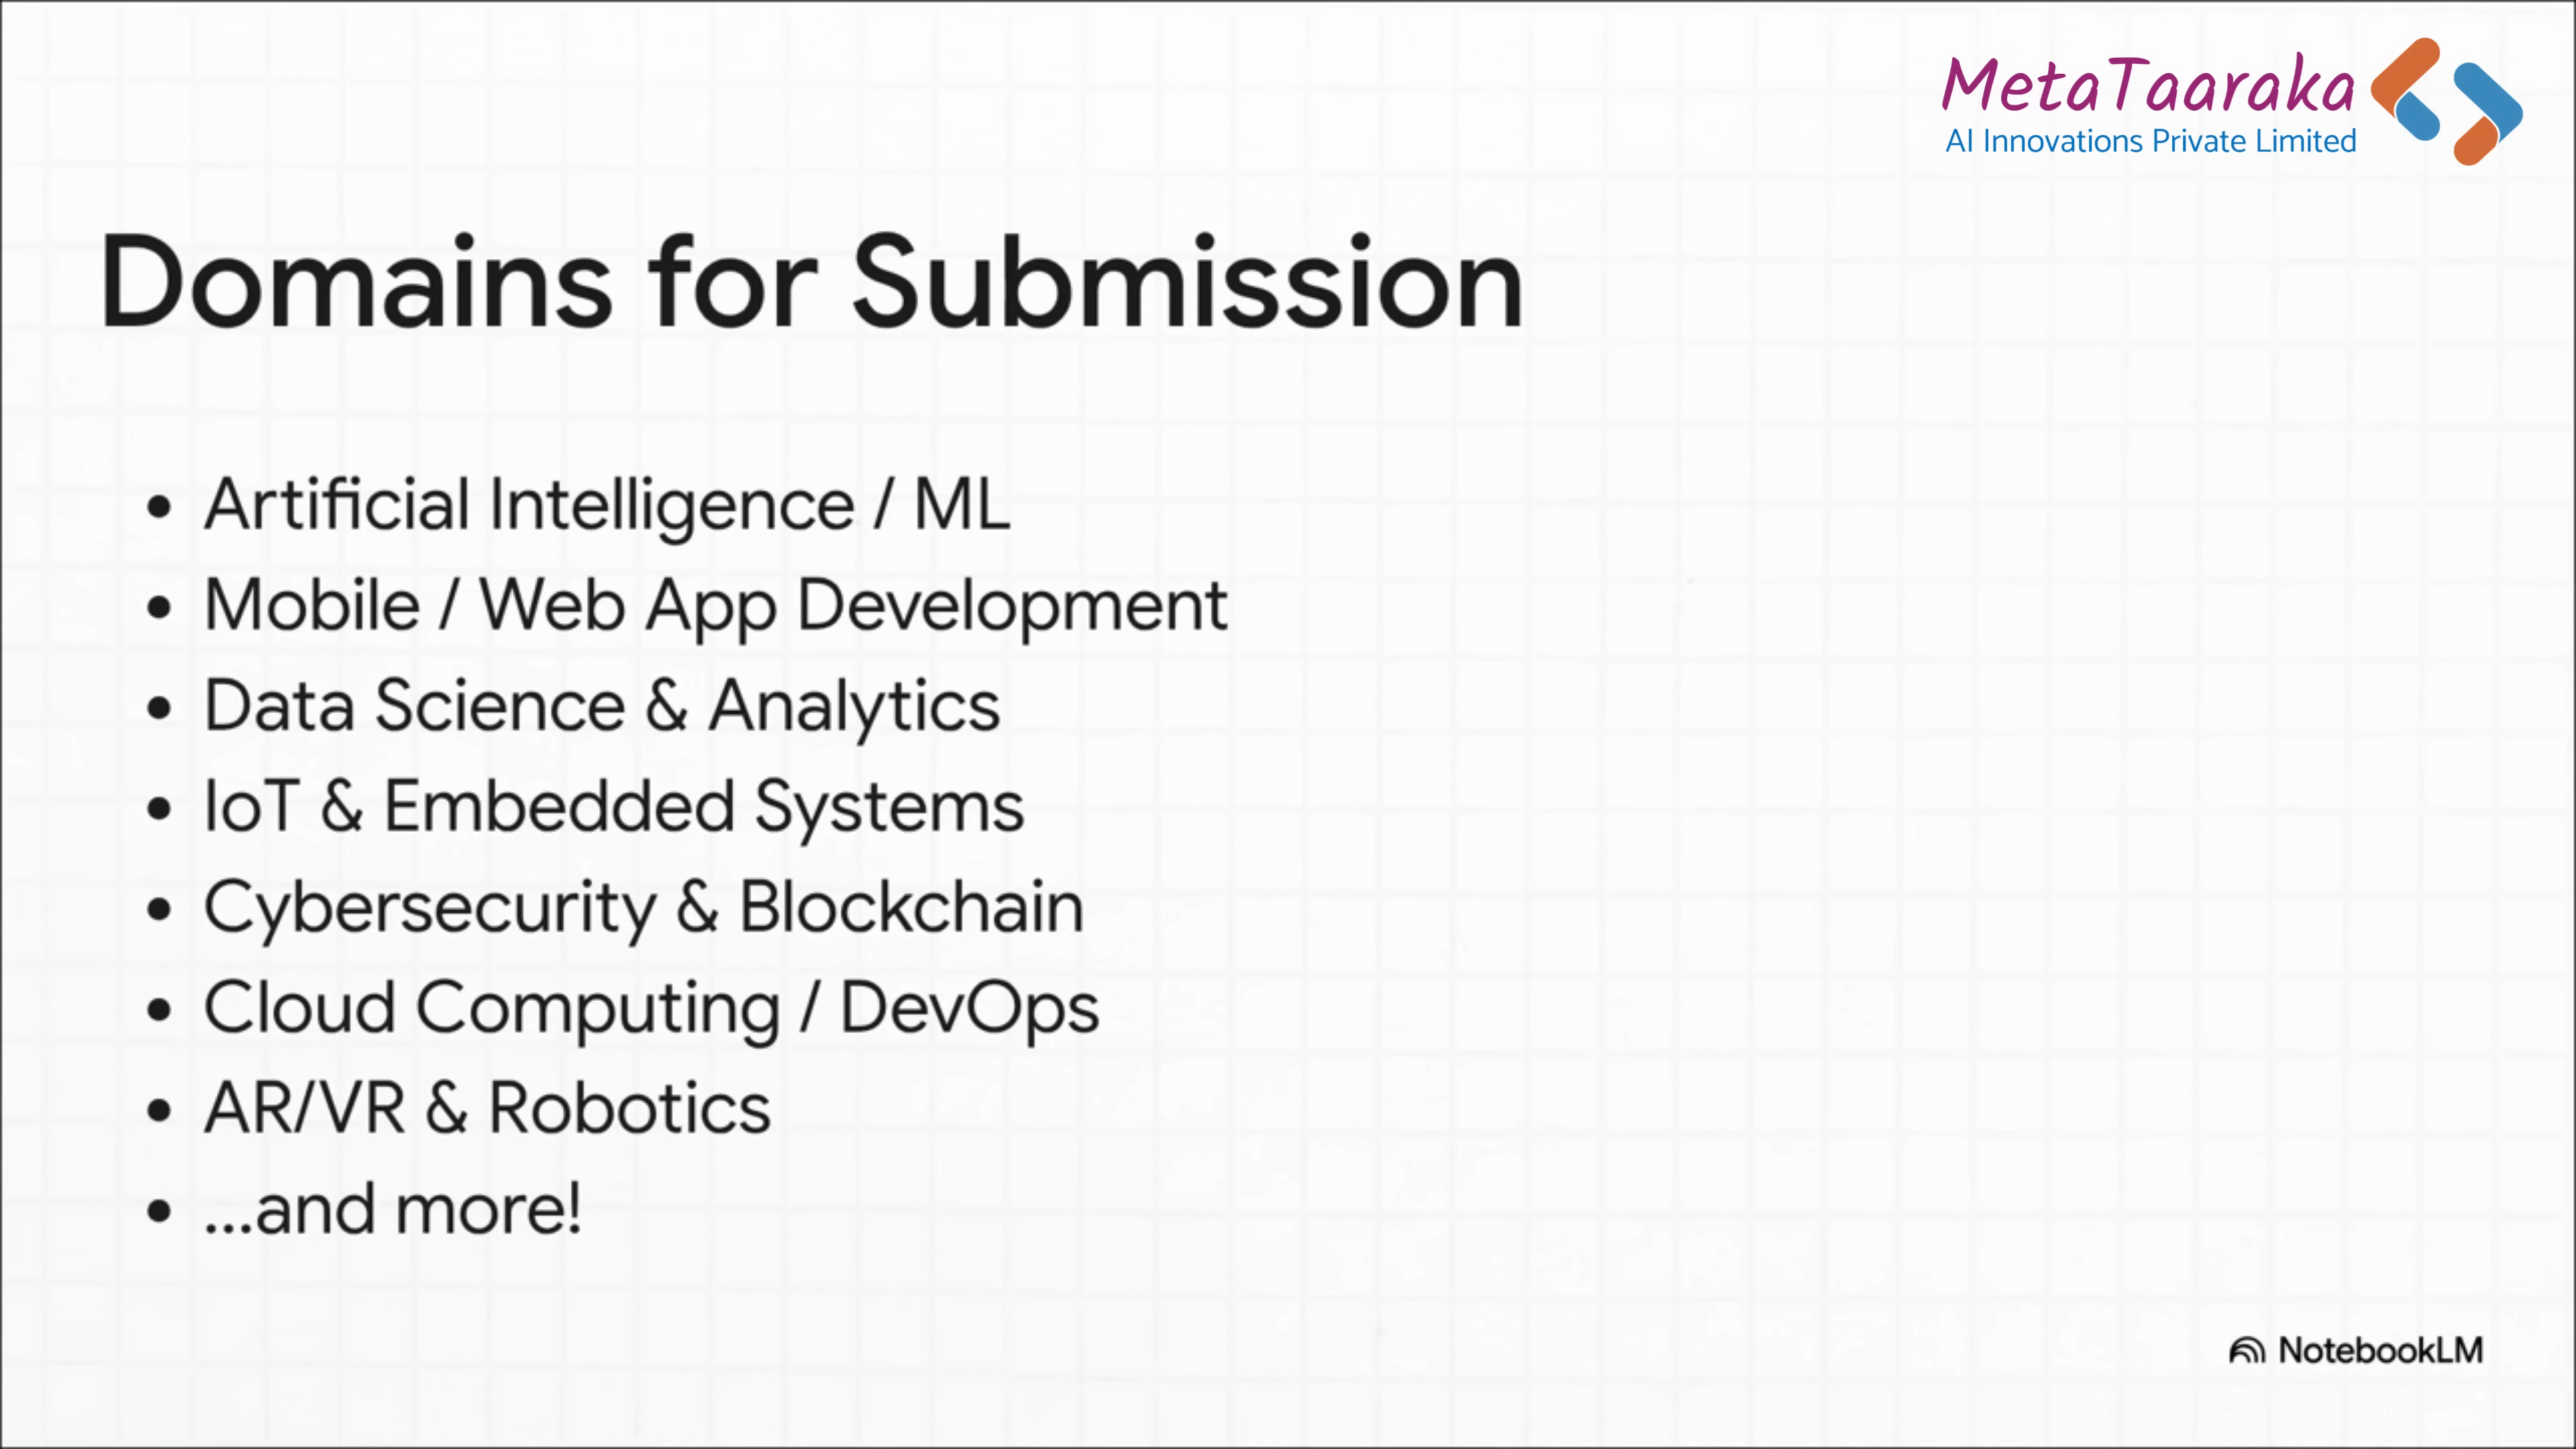 MetaTaaraka
AI Innovations Private Limited
Domains for Submission
• Artificial Intelligence / ML
• Mobile / Web App Development
• Data Science & Analytics
• IoT & Embedded Systems
• Cybersecurity & Blockchain
• Cloud Computing / DevOps
• AR/VR & Robotics
• ...and more!
NotebookLM